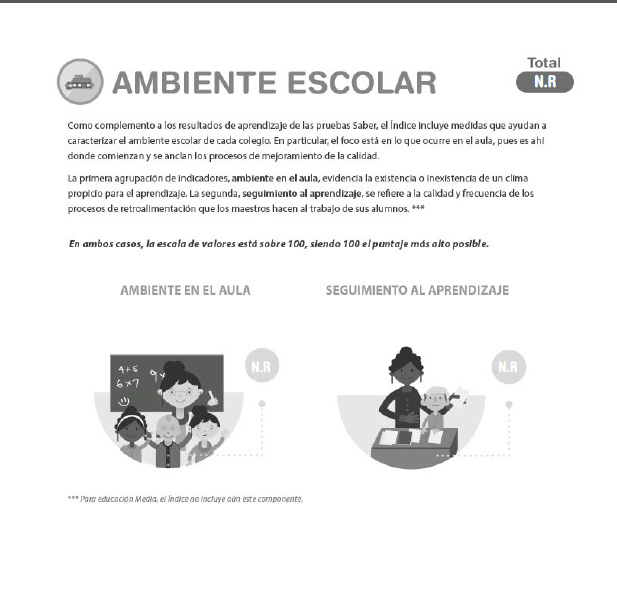 AMBIENTE ESCOLAR
Total
N.R
Como complemento a los resultados de aprendizaje de las pruebas Saber, el Índice incluye medidas que ayudan a
caracterizar el ambiente escolar de cada colegio. En particular, el foco está en lo que ocurre en el aula, pues es ahí
donde comienzan y se anclan los procesos de mejoramiento de la calidad.
La primera agrupación de indicadores, ambiente en el aula, evidencia la existencia o inexistencia de un clima
propicio para el aprendizaje. La segunda, seguimiento al aprendizaje, se refiere a la calidad y frecuencia de los
procesos de retroalimentación que los maestros hacen al trabajo de sus alumnos. ***
En ambos casos, la escala de valores está sobre 100, siendo 100 el puntaje más alto posible.
AMBIENTE EN EL AULA
SEGUIMIENTO AL APRENDIZAJE
4+5
6x7
9x
N.R
N.R
*** Para educación Media, el Índice no incluye aún este componente.